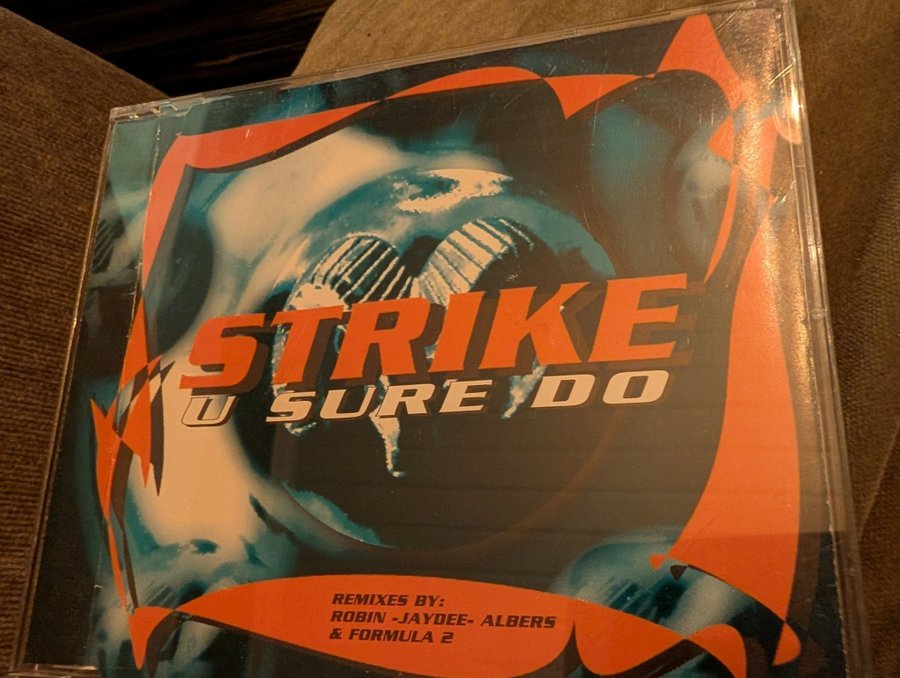 STRIKE
U SURE DO
REMIXES BY:
ROBIN -JAYDEE- ALBERS
& FORMULA 2